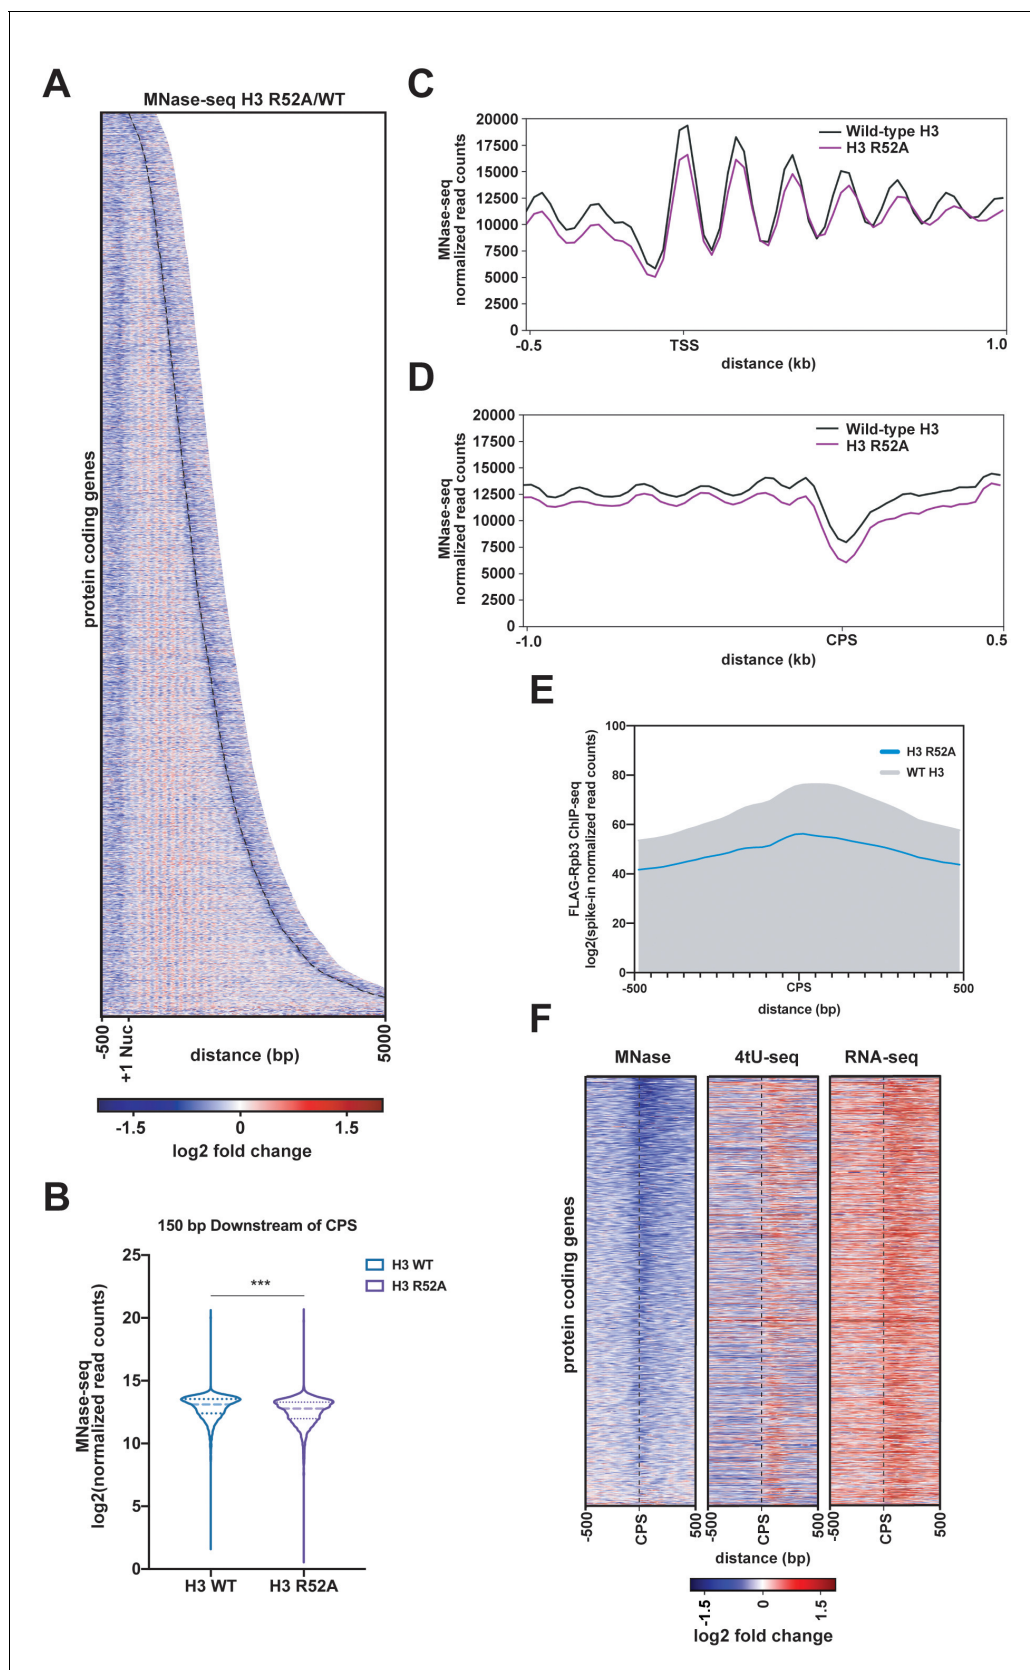 A
MNase-seq H3 R52A/WT
protein coding genes
-500
+1 Nuc
5000
distance (bp)
-1.5
0
1.5
log2 fold change
B
150 bp Downstream of CPS
H3 WT
H3 R52A
***
MNase-seq
log2(normalized read counts)
25
20
15
10
5
0
H3 WT
H3 R52A
C
MNase-seq
normalized read counts
20000
17500
15000
12500
10000
7500
5000
2500
0
Wild-type H3
H3 R52A
-0.5
TSS
1.0
distance (kb)
D
MNase-seq
normalized read counts
20000
17500
15000
12500
10000
7500
5000
2500
0
Wild-type H3
H3 R52A
-1.0
CPS
0.5
distance (kb)
E
FLAG-Rpb3 ChIP-seq
log2(spike-in normalized read counts)
100
80
60
40
20
0
H3 R52A
WT H3
-500
CPS
500
distance (bp)
F
MNase
4tU-seq
RNA-seq
protein coding genes
-500
CPS
500
-500
CPS
500
-500
CPS
500
distance (bp)
-1.5
0
1.5
log2 fold change